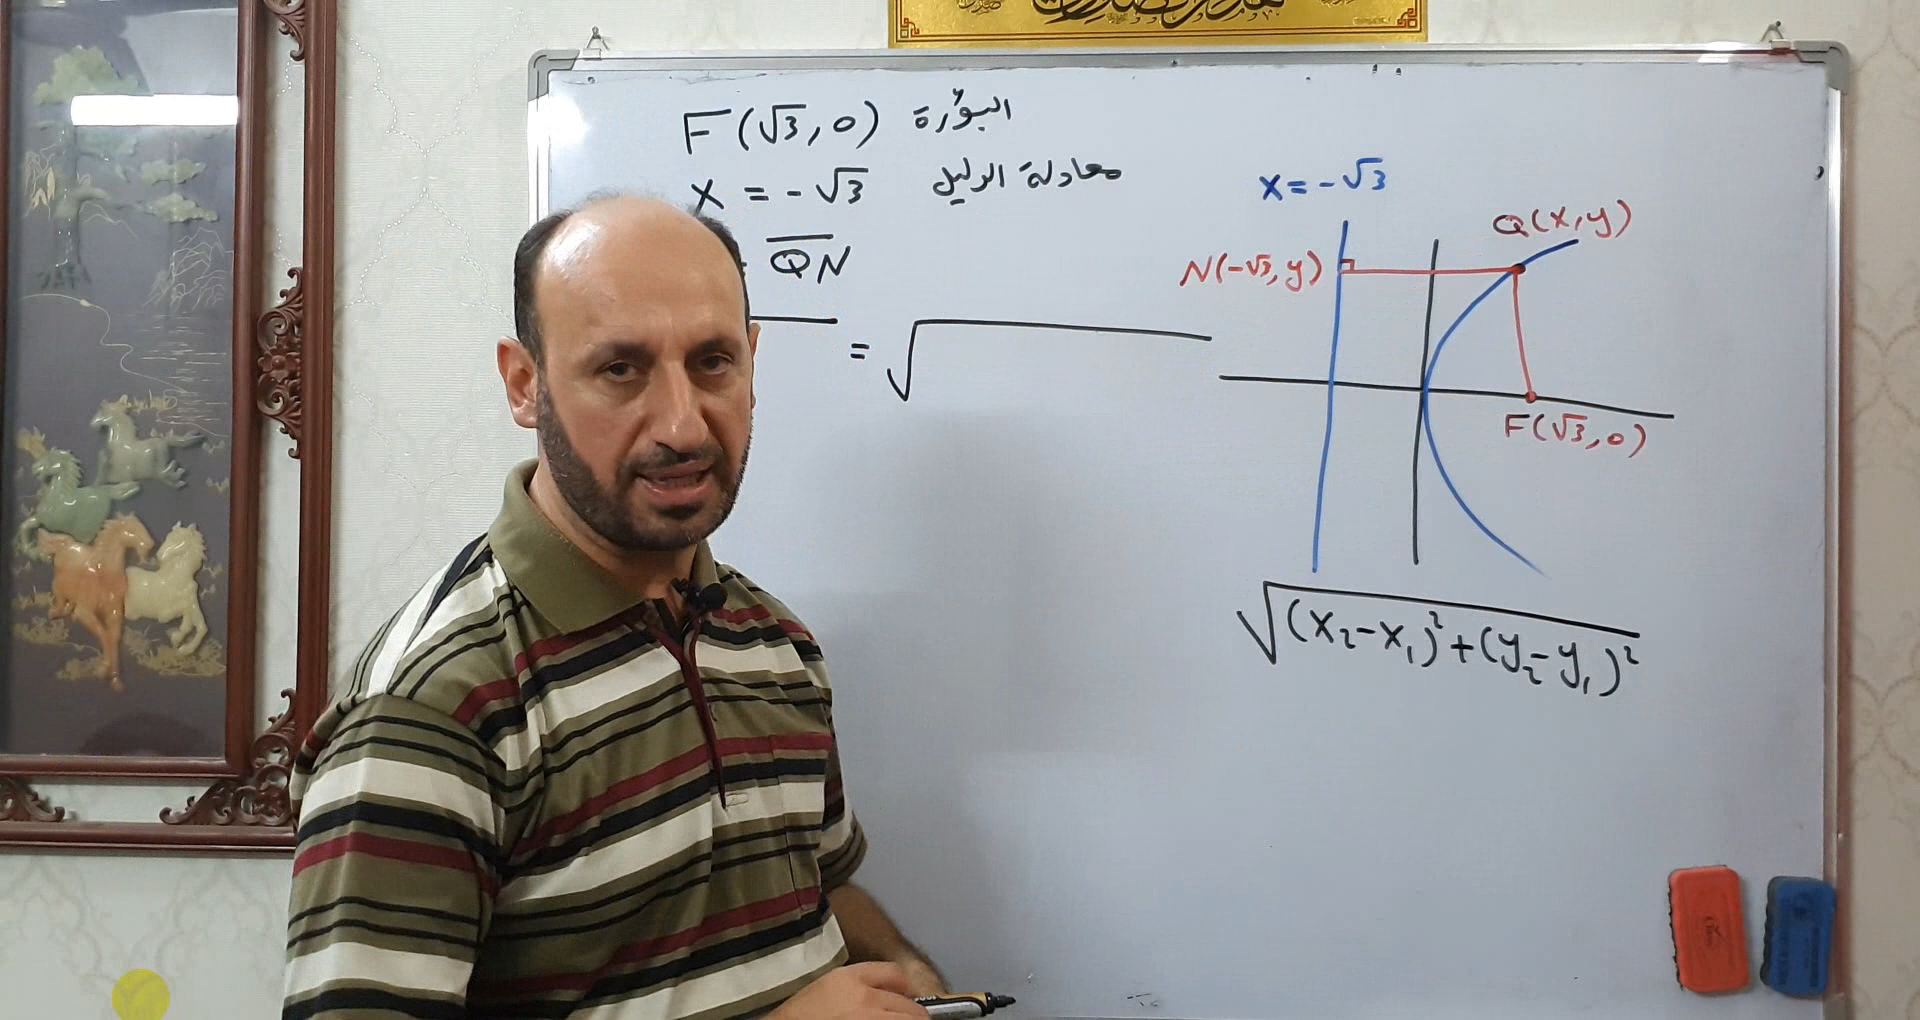 F(√3, 0) البؤرة
x = -√3 معادلة الدليل
QN
= √
x = -√3
Q(x, y)
N(-√3, y)
F(√3, 0)
√(x₂-x₁)²+(y₂-y₁)²